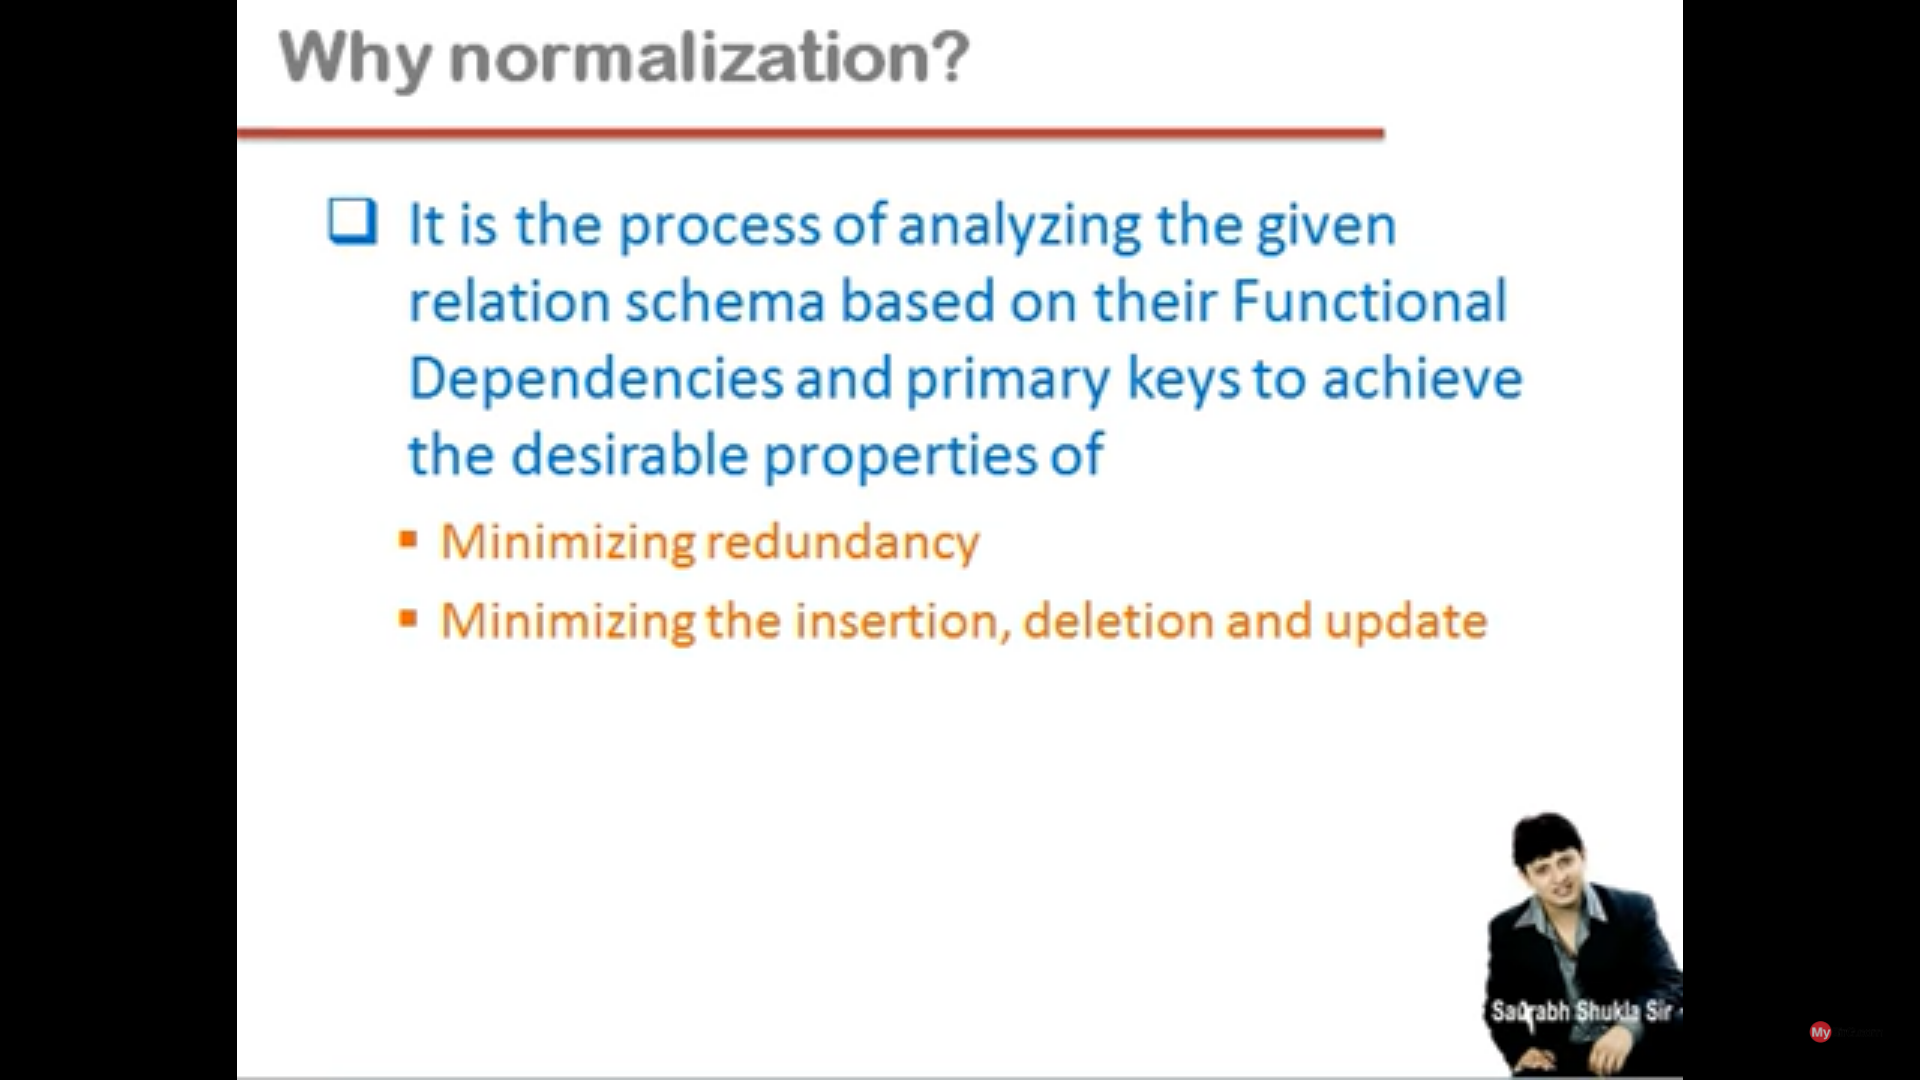 Why normalization?
It is the process of analyzing the given
relation schema based on their Functional
Dependencies and primary keys to achieve
the desirable properties of
Minimizing redundancy
Minimizing the insertion, deletion and update
Saurabh Shukla Sir
My